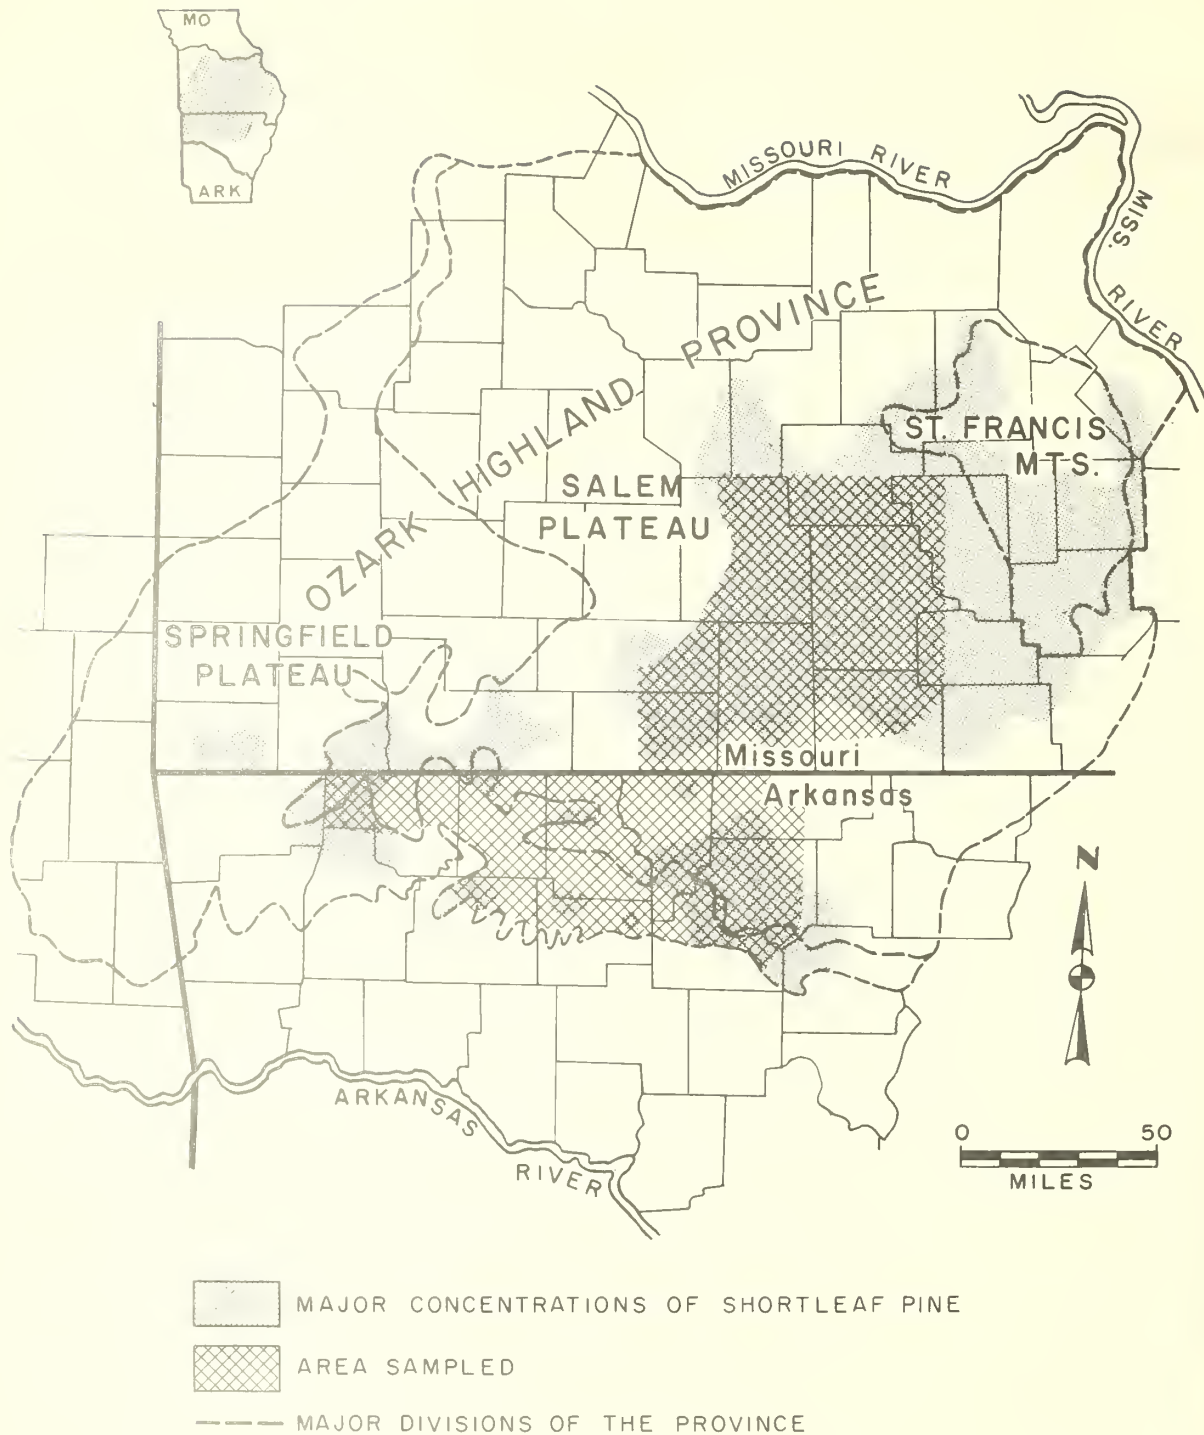 MO
ARK
MISSOURI RIVER
MISS.
RIVER
OZARK HIGHLAND PROVINCE
ST. FRANCIS
MTS.
SALEM
PLATEAU
SPRINGFIELD
PLATEAU
Missouri
Arkansas
N
ARKANSAS
RIVER
0 50
MILES
MAJOR CONCENTRATIONS OF SHORTLEAF PINE
AREA SAMPLED
MAJOR DIVISIONS OF THE PROVINCE